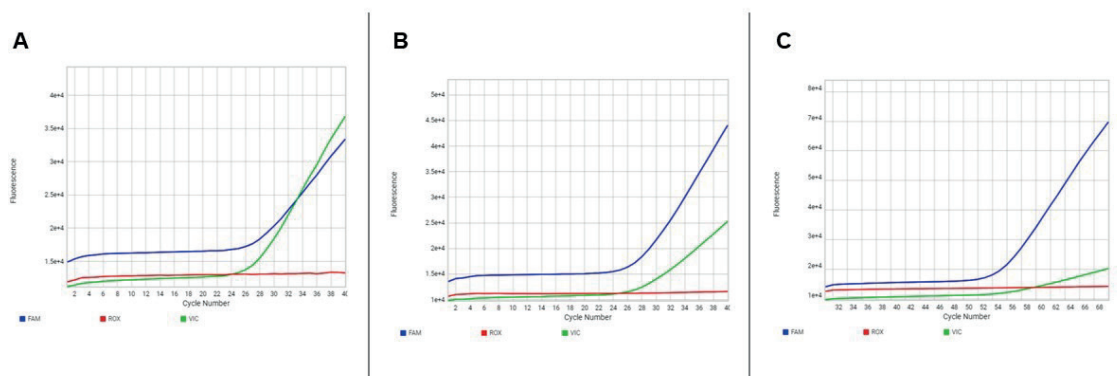 A
Fluorescence
4e+4
3.5e+4
3e+4
2.5e+4
2e+4
1.5e+4
2 4 6 8 10 12 14 16 18 20 22 24 26 28 30 32 34 36 38 40
Cycle Number
FAM ROX VIC
B
Fluorescence
5e+4
4.5e+4
4e+4
3.5e+4
3e+4
2.5e+4
2e+4
1.5e+4
10e+4
2 4 6 8 10 12 14 16 18 20 22 24 26 28 30 32 34 36 38 40
Cycle Number
FAM ROX VIC
C
Fluorescence
8e+4
7e+4
6e+4
5e+4
4e+4
3e+4
2e+4
10e+4
32 34 36 38 40 42 44 46 48 50 52 54 56 58 60 62 64 66 68
Cycle Number
FAM ROX VIC